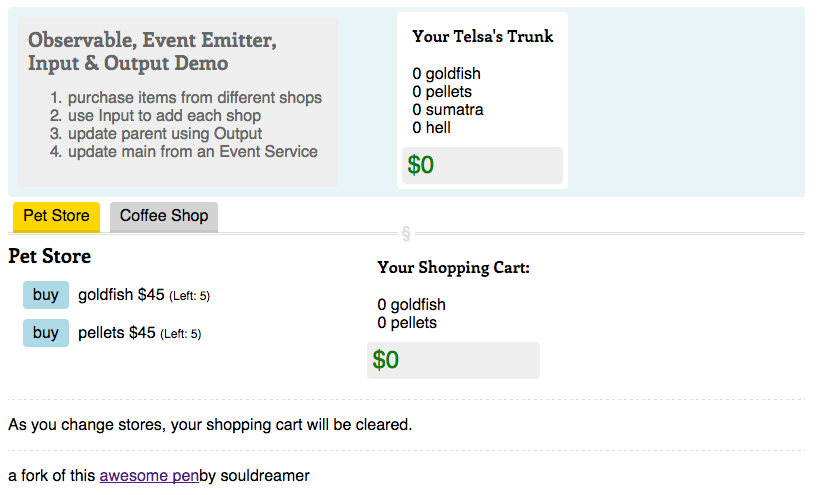 Observable, Event Emitter,
Input & Output Demo
1. purchase items from different shops
2. use Input to add each shop
3. update parent using Output
4. update main from an Event Service
Your Telsa's Trunk
0 goldfish
0 pellets
0 sumatra
0 hell
$0
Pet Store
Coffee Shop
§
Pet Store
buy goldfish $45 (Left: 5)
buy pellets $45 (Left: 5)
Your Shopping Cart:
0 goldfish
0 pellets
$0
As you change stores, your shopping cart will be cleared.
a fork of this awesome penby souldreamer